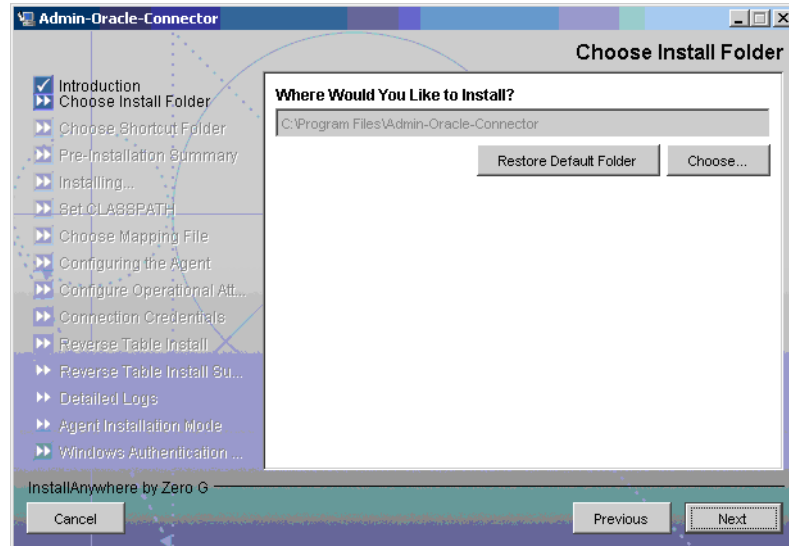 Admin-Oracle-Connector
Choose Install Folder
Introduction
Choose Install Folder
Choose Shortcut Folder
Pre-Installation Summary
Installing...
Set CLASSPATH
Choose Mapping File
Configuring the Agent
Configure Operational Att...
Connection Credentials
Reverse Table Install
Reverse Table Install Su...
Detailed Logs
Agent Installation Mode
Windows Authentication ...
Where Would You Like to Install?
C:\Program Files\Admin-Oracle-Connector
Restore Default Folder
Choose...
InstallAnywhere by Zero G
Cancel
Previous
Next